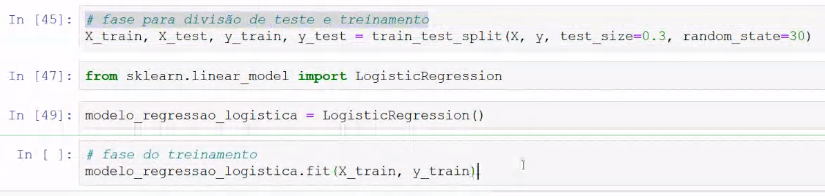 In [45]: # fase para divisão de teste e treinamento
X_train, X_test, y_train, y_test = train_test_split(X, y, test_size=0.3, random_state=30)
In [47]: from sklearn.linear_model import LogisticRegression
In [49]: modelo_regressao_logistica = LogisticRegression()
In [ ]: # fase do treinamento
modelo_regressao_logistica.fit(X_train, y_train)